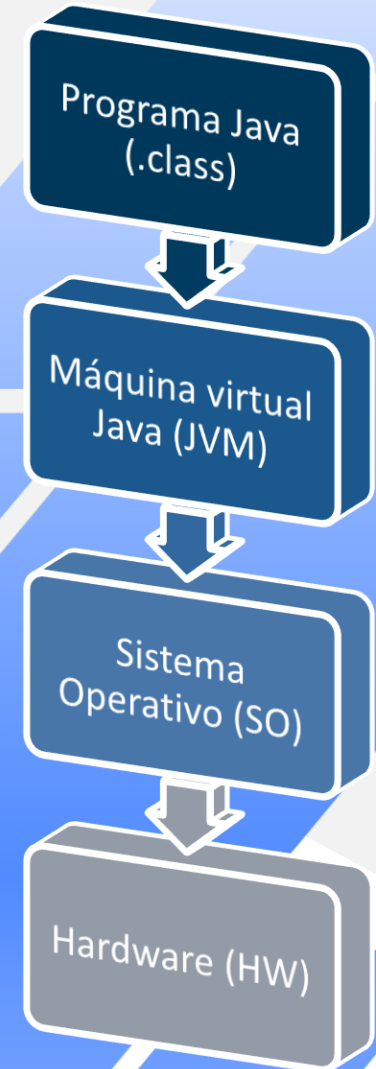 Programa Java
(.class)
Máquina virtual
Java (JVM)
Sistema
Operativo (SO)
Hardware (HW)